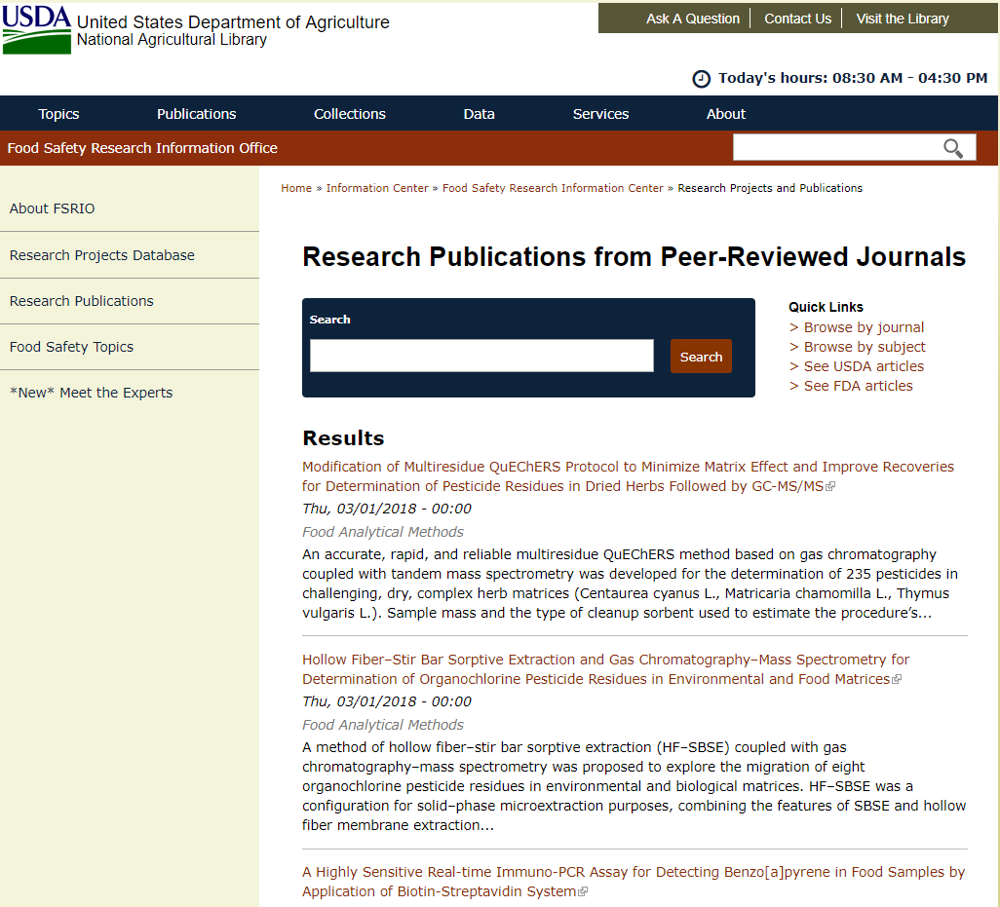 USDA
United States Department of Agriculture
National Agricultural Library
Ask A Question
Contact Us
Visit the Library
Today's hours: 08:30 AM - 04:30 PM
Topics
Publications
Collections
Data
Services
About
Food Safety Research Information Office
About FSRIO
Research Projects Database
Research Publications
Food Safety Topics
*New* Meet the Experts
Home » Information Center » Food Safety Research Information Center » Research Projects and Publications
Research Publications from Peer-Reviewed Journals
Search
Search
Quick Links
> Browse by journal
> Browse by subject
> See USDA articles
> See FDA articles
Results
Modification of Multiresidue QuEChERS Protocol to Minimize Matrix Effect and Improve Recoveries
for Determination of Pesticide Residues in Dried Herbs Followed by GC-MS/MS
Thu, 03/01/2018 - 00:00
Food Analytical Methods
An accurate, rapid, and reliable multiresidue QuEChERS method based on gas chromatography
coupled with tandem mass spectrometry was developed for the determination of 235 pesticides in
challenging, dry, complex herb matrices (Centaurea cyanus L., Matricaria chamomilla L., Thymus
vulgaris L.). Sample mass and the type of cleanup sorbent used to estimate the procedure’s...
Hollow Fiber–Stir Bar Sorptive Extraction and Gas Chromatography–Mass Spectrometry for
Determination of Organochlorine Pesticide Residues in Environmental and Food Matrices
Thu, 03/01/2018 - 00:00
Food Analytical Methods
A method of hollow fiber–stir bar sorptive extraction (HF–SBSE) coupled with gas
chromatography–mass spectrometry was proposed to explore the migration of eight
organochlorine pesticide residues in environmental and biological matrices. HF–SBSE was a
configuration for solid–phase microextraction purposes, combining the features of SBSE and hollow
fiber membrane extraction...
A Highly Sensitive Real-time Immuno-PCR Assay for Detecting Benzo[a]pyrene in Food Samples by
Application of Biotin-Streptavidin System